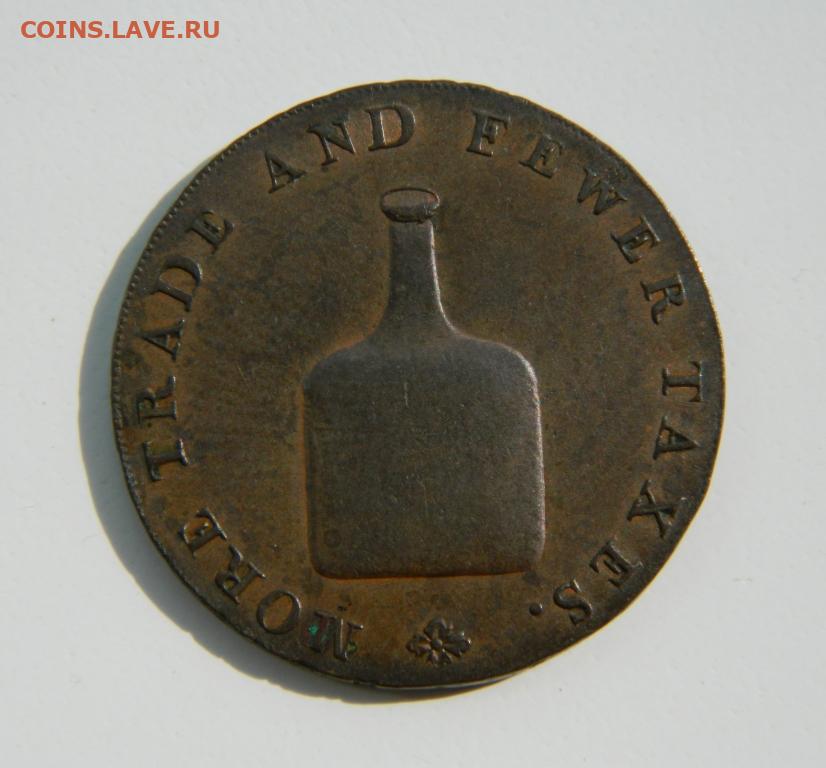 COINS.LAVE.RU
MORE TRADE AND FEWER TAXES.